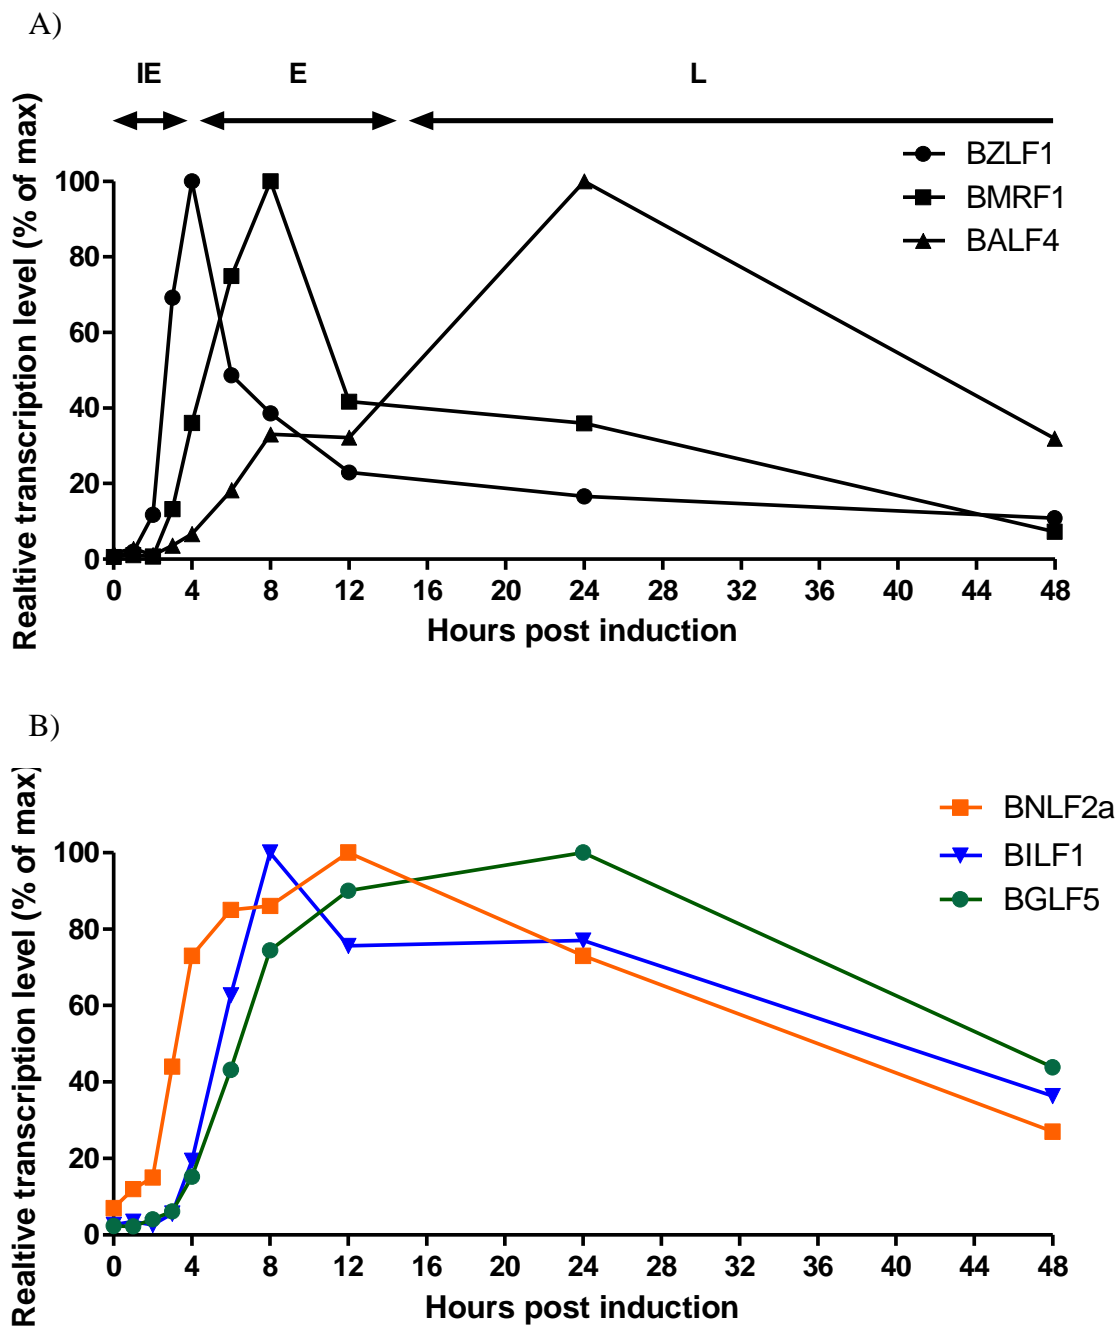 A)
IE E L
Realtive transcription level (% of max)
BZLF1
BMRF1
BALF4
100
80
60
40
20
0
0 4 8 12 16 20 24 28 32 36 40 44 48
Hours post induction
B)
Realtive transcription level (% of max)
BNLF2a
BILF1
BGLF5
100
80
60
40
20
0
0 4 8 12 16 20 24 28 32 36 40 44 48
Hours post induction